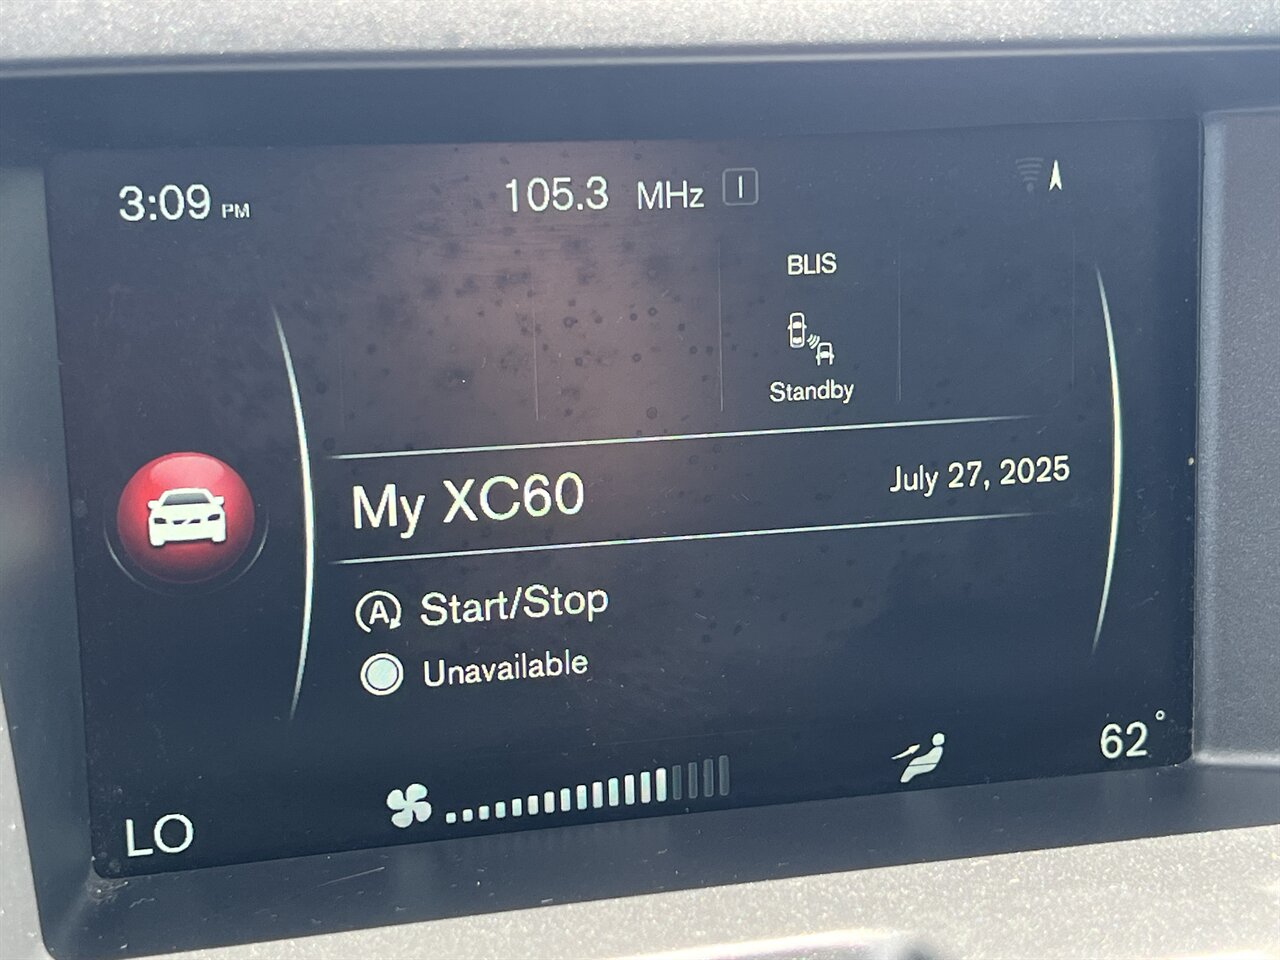 3:09 PM
105.3 MHz I
BLIS
Standby
My XC60
July 27, 2025
A Start/Stop
Unavailable
62°
LO